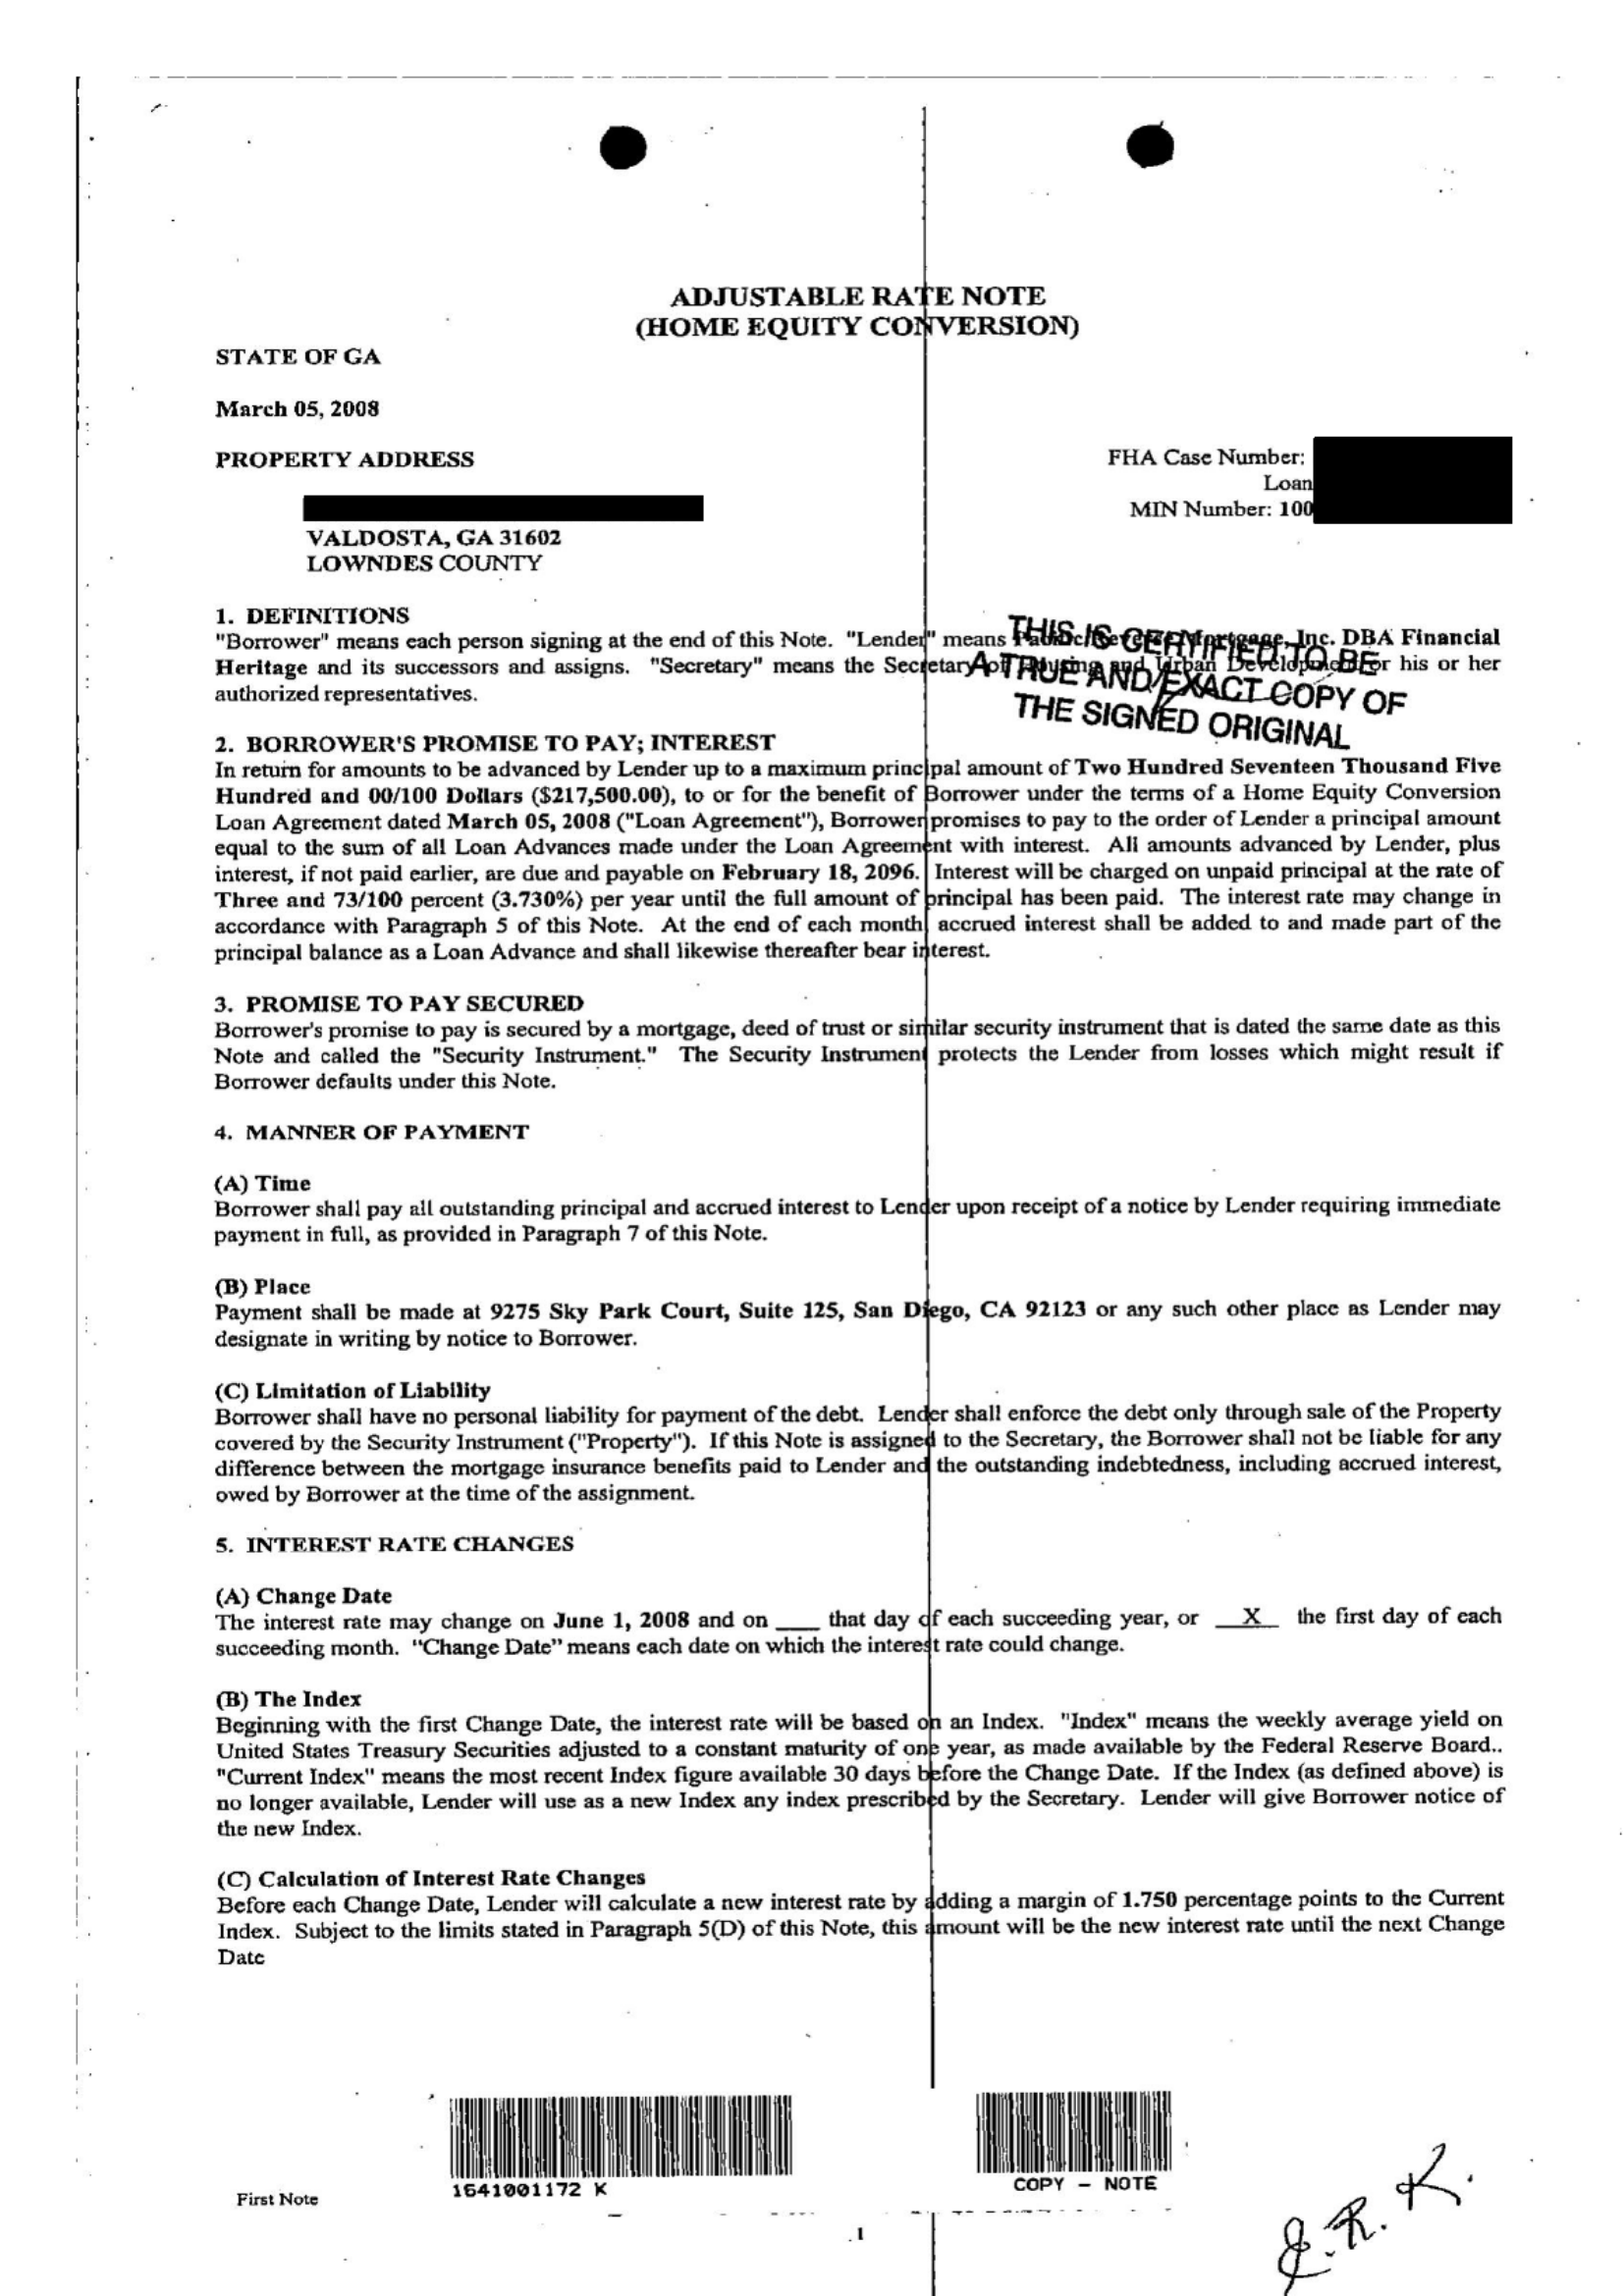 ADJUSTABLE RATE NOTE
(HOME EQUITY CONVERSION)
STATE OF GA
March 05, 2008
PROPERTY ADDRESS
FHA Case Number:
Loan
MIN Number: 100
VALDOSTA, GA 31602
LOWNDES COUNTY
1. DEFINITIONS
"Borrower" means each person signing at the end of this Note. "Lender" means Reverse Mortgage, Inc. DBA Financial
Heritage and its successors and assigns. "Secretary" means the Secretary of Housing and Urban Development or his or her
authorized representatives.
THIS IS CERTIFIED TO BE
A TRUE AND EXACT COPY OF
THE SIGNED ORIGINAL
2. BORROWER'S PROMISE TO PAY; INTEREST
In return for amounts to be advanced by Lender up to a maximum principal amount of Two Hundred Seventeen Thousand Five
Hundred and 00/100 Dollars ($217,500.00), to or for the benefit of Borrower under the terms of a Home Equity Conversion
Loan Agreement dated March 05, 2008 ("Loan Agreement"), Borrower promises to pay to the order of Lender a principal amount
equal to the sum of all Loan Advances made under the Loan Agreement with interest. All amounts advanced by Lender, plus
interest, if not paid earlier, are due and payable on February 18, 2096. Interest will be charged on unpaid principal at the rate of
Three and 73/100 percent (3.730%) per year until the full amount of principal has been paid. The interest rate may change in
accordance with Paragraph 5 of this Note. At the end of each month accrued interest shall be added to and made part of the
principal balance as a Loan Advance and shall likewise thereafter bear interest.
3. PROMISE TO PAY SECURED
Borrower's promise to pay is secured by a mortgage, deed of trust or similar security instrument that is dated the same date as this
Note and called the "Security Instrument." The Security Instrument protects the Lender from losses which might result if
Borrower defaults under this Note.
4. MANNER OF PAYMENT
(A) Time
Borrower shall pay all outstanding principal and accrued interest to Lender upon receipt of a notice by Lender requiring immediate
payment in full, as provided in Paragraph 7 of this Note.
(B) Place
Payment shall be made at 9275 Sky Park Court, Suite 125, San Diego, CA 92123 or any such other place as Lender may
designate in writing by notice to Borrower.
(C) Limitation of Liability
Borrower shall have no personal liability for payment of the debt. Lender shall enforce the debt only through sale of the Property
covered by the Security Instrument ("Property"). If this Note is assigned to the Secretary, the Borrower shall not be liable for any
difference between the mortgage insurance benefits paid to Lender and the outstanding indebtedness, including accrued interest,
owed by Borrower at the time of the assignment.
5. INTEREST RATE CHANGES
(A) Change Date
The interest rate may change on June 1, 2008 and on ___ that day of each succeeding year, or __X__ the first day of each
succeeding month. "Change Date" means each date on which the interest rate could change.
(B) The Index
Beginning with the first Change Date, the interest rate will be based on an Index. "Index" means the weekly average yield on
United States Treasury Securities adjusted to a constant maturity of one year, as made available by the Federal Reserve Board..
"Current Index" means the most recent Index figure available 30 days before the Change Date. If the Index (as defined above) is
no longer available, Lender will use as a new Index any index prescribed by the Secretary. Lender will give Borrower notice of
the new Index.
(C) Calculation of Interest Rate Changes
Before each Change Date, Lender will calculate a new interest rate by adding a margin of 1.750 percentage points to the Current
Index. Subject to the limits stated in Paragraph 5(D) of this Note, this amount will be the new interest rate until the next Change
Date
First Note
1641001172 K
COPY - NOTE
1
J. R. K.